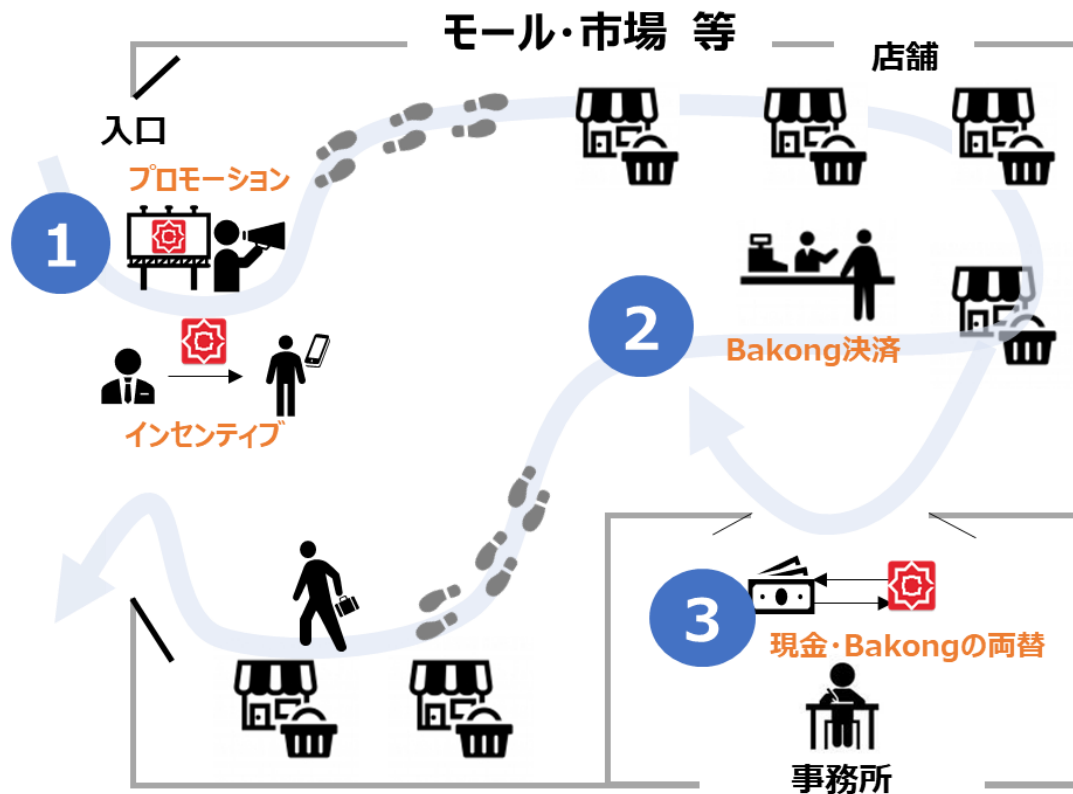 モール・市場 等
店舗
入口
プロモーション
1
インセンティブ
2
Bakong決済
3
現金・Bakongの両替
事務所